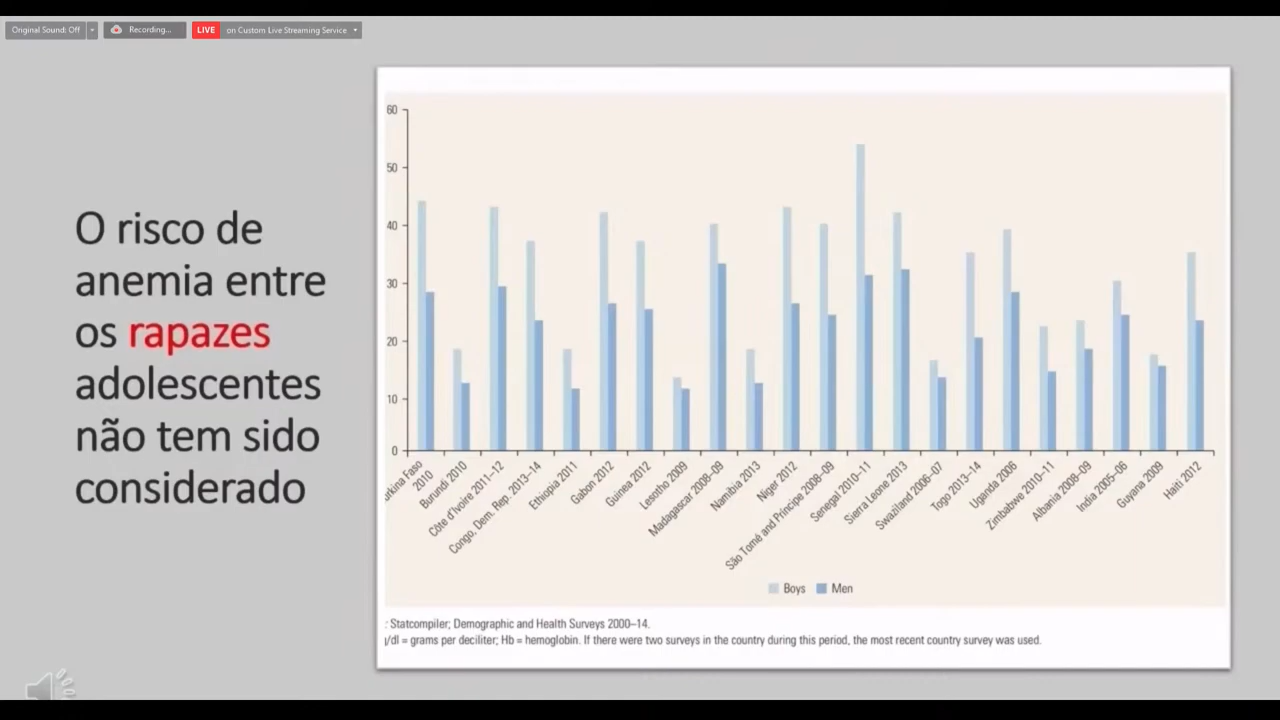 Original Sound: Off
Recording...
LIVE on Custom Live Streaming Service
O risco de
anemia entre
os rapazes
adolescentes
não tem sido
considerado
60
50
40
30
20
10
0
urkina Faso
2010
Burundi 2010
Côte d'Ivoire 2011–12
Congo, Dem. Rep. 2013–14
Ethiopia 2011
Gabon 2012
Guinea 2012
Lesotho 2009
Madagascar 2008–09
Namibia 2013
Niger 2012
São Tomé and Principe 2008–09
Senegal 2010–11
Sierra Leone 2013
Swaziland 2006–07
Togo 2013–14
Uganda 2006
Zimbabwe 2010–11
Albania 2008–09
India 2005–06
Guyana 2009
Haiti 2012
Boys Men
: Statcompiler; Demographic and Health Surveys 2000–14.
g/dl = grams per deciliter; Hb = hemoglobin. If there were two surveys in the country during this period, the most recent country survey was used.